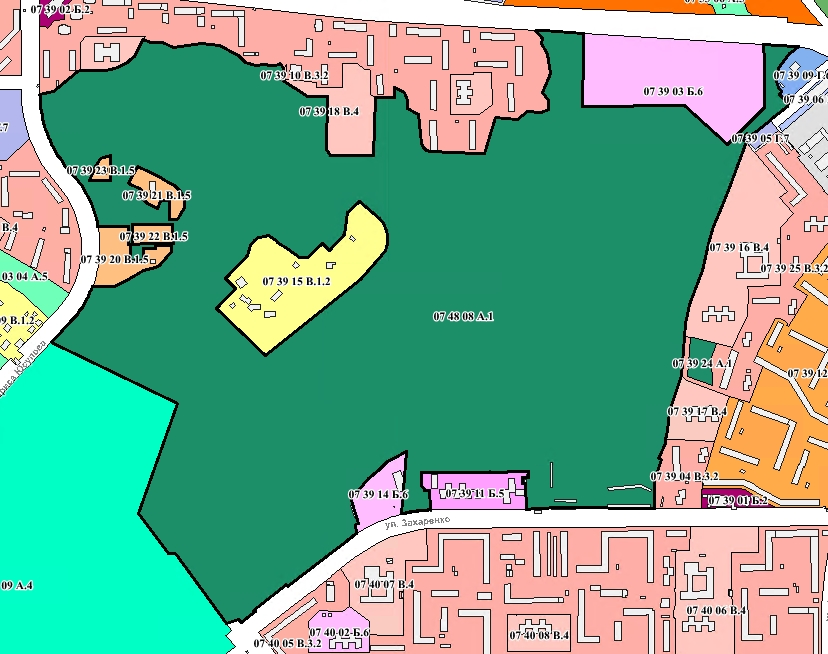 07 39 02 Б.2
07 39 10 В.3.2
07 39 18 В.4
07 39 03 Б.6
07 39 06
07 39 05 Г.7
.7
07 39 23 В.1.5
07 39 21 В.1.5
07 39 22 В.1.5
07 39 20 В.1.5
В.4
03 04 А.5
09 В.1.2
07 39 15 В.1.2
07 48 08 А.1
07 39 16 В.4
07 39 25 В.3.2
07 39 24 А.1
07 39 12
07 39 17 В.4
07 39 04 В.3.2
07 39 01 Б.2
07 39 14 Б.6
07 39 11 Б.5
ул. Захаренко
09 А.4
07 40 07 В.4
07 40 06 В.4
07 40 02 Б.6
07 40 08 В.4
07 40 05 В.3.2